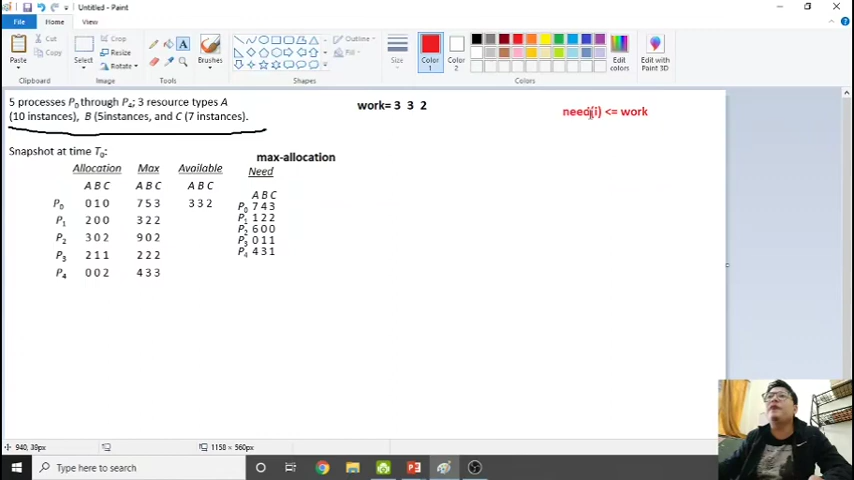 Untitled - Paint
File
Home
View
Paste
Cut
Copy
Clipboard
Select
Crop
Resize
Rotate
Image
A
Tools
Brushes
Outline
Fill
Shapes
Size
Color
1
Color
2
Colors
Edit
colors
Edit with
Paint 3D
5 processes P0 through P4; 3 resource types A
(10 instances), B (5instances, and C (7 instances).
work= 3 3 2
need(i) <= work
Snapshot at time T0:
max-allocation
Allocation Max Available Need
A B C A B C A B C A B C
P0 0 1 0 7 5 3 3 3 2 P0 7 4 3
P1 2 0 0 3 2 2 P1 1 2 2
P2 3 0 2 9 0 2 P2 6 0 0
P3 2 1 1 2 2 2 P3 0 1 1
P4 0 0 2 4 3 3 P4 4 3 1
940, 39px
1158 × 560px
Type here to search